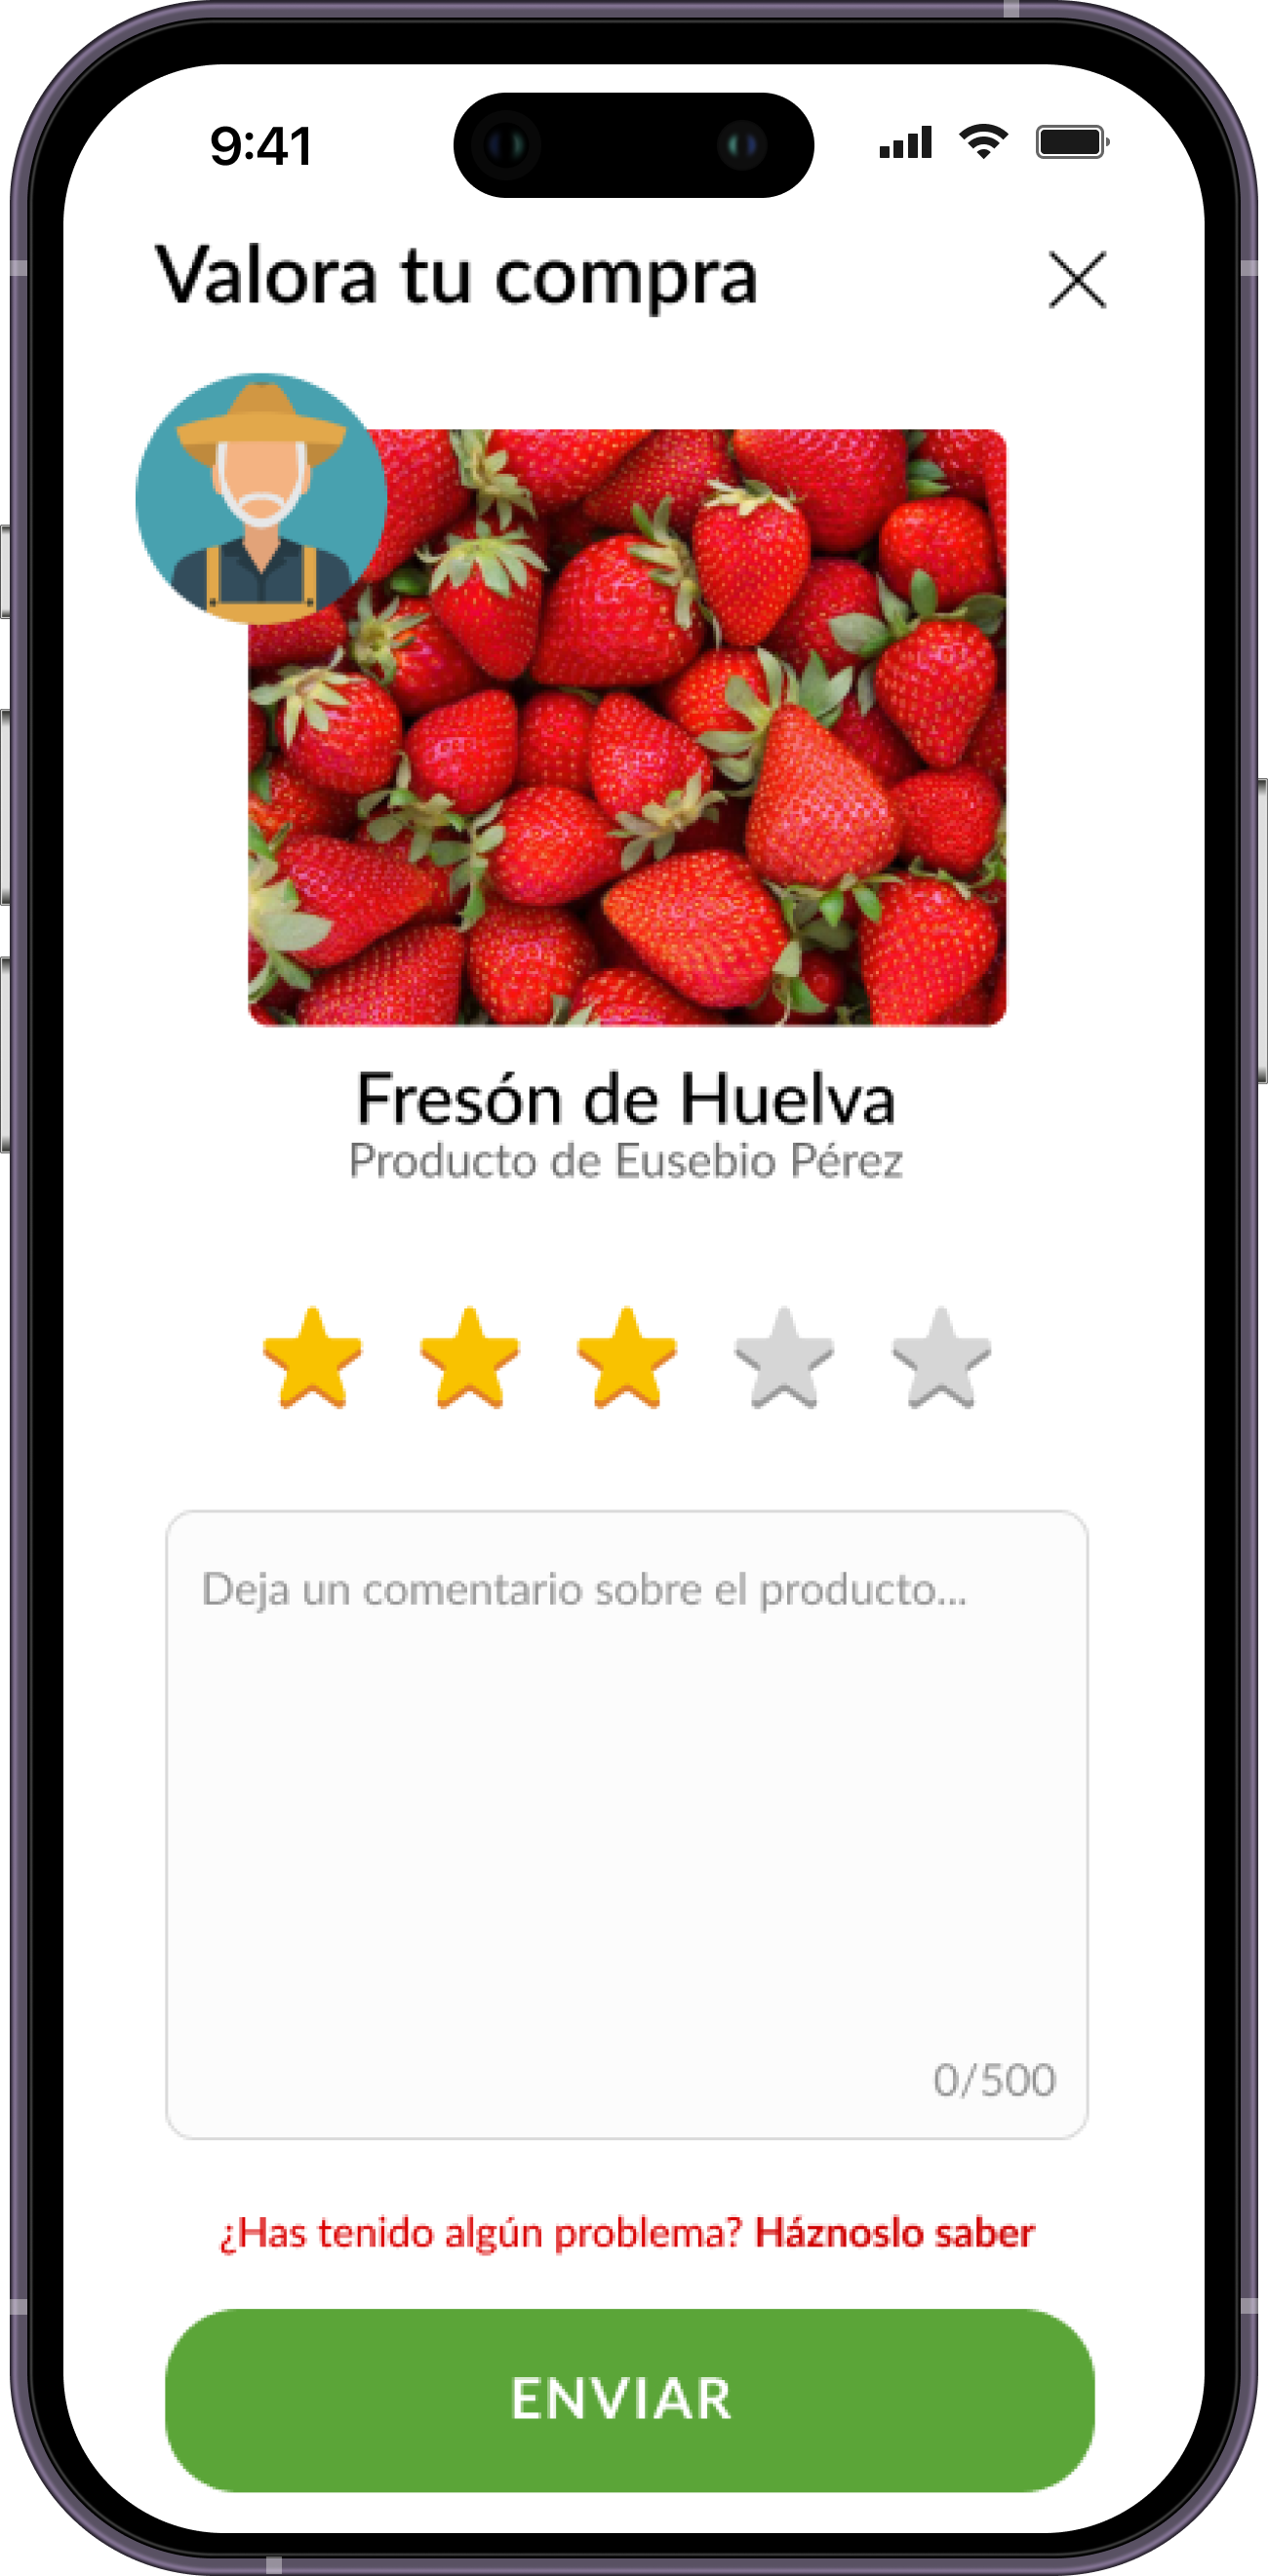 9:41
Valora tu compra
Fresón de Huelva
Producto de Eusebio Pérez
Deja un comentario sobre el producto...
0/500
¿Has tenido algún problema? Háznoslo saber
ENVIAR